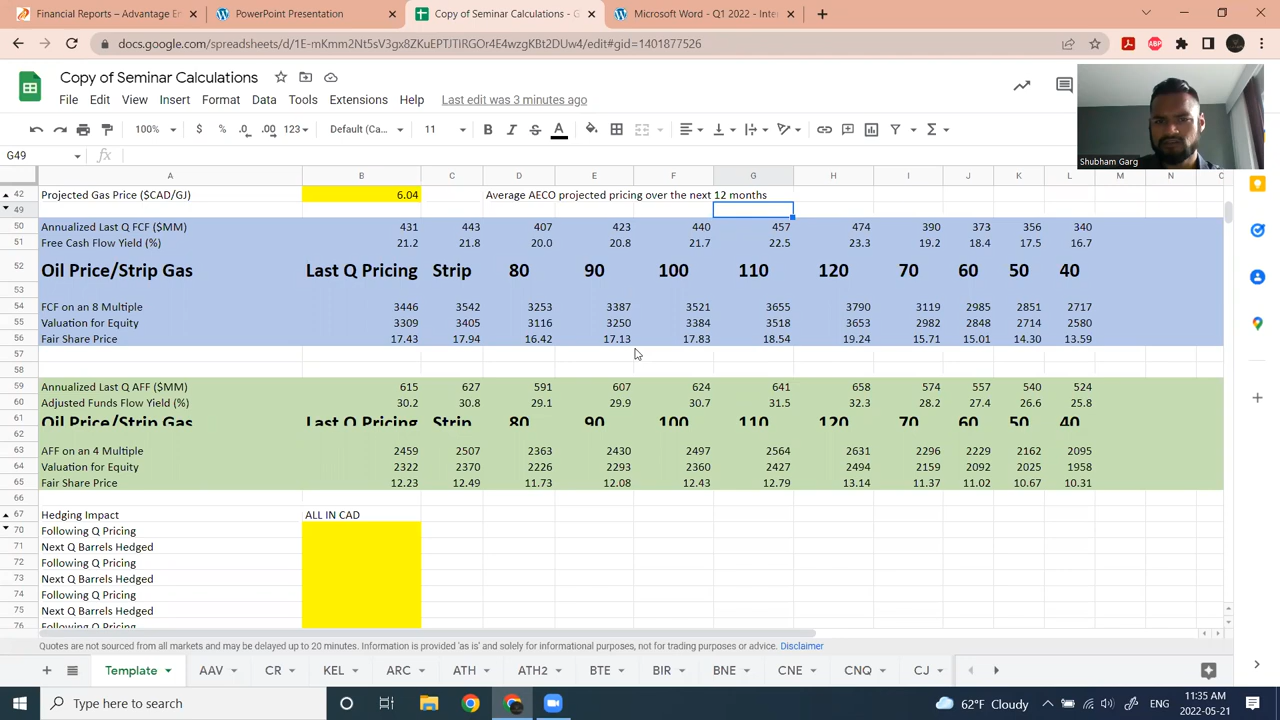 Financial Reports - Advantage En
PowerPoint Presentation
Copy of Seminar Calculations - G
Microsoft Word - Q1 2022 - Inter
docs.google.com/spreadsheets/d/1E-mKmm2Nt5sV3gx8ZKuEPTlTRGOr4E4wzgKn2DUw4/edit#gid=1401877526
Copy of Seminar Calculations
File Edit View Insert Format Data Tools Extensions Help Last edit was 3 minutes ago
100% $ % .0 .00 123 Default (Ca... 11 B I S A
Shubham Garg
G49 fx
A B C D E F G H I J K L M N O
42 Projected Gas Price ($CAD/GJ) 6.04 Average AECO projected pricing over the next 12 months
49
50 Annualized Last Q FCF ($MM) 431 443 407 423 440 457 474 390 373 356 340
51 Free Cash Flow Yield (%) 21.2 21.8 20.0 20.8 21.7 22.5 23.3 19.2 18.4 17.5 16.7
52 Oil Price/Strip Gas Last Q Pricing Strip 80 90 100 110 120 70 60 50 40
53
54 FCF on an 8 Multiple 3446 3542 3253 3387 3521 3655 3790 3119 2985 2851 2717
55 Valuation for Equity 3309 3405 3116 3250 3384 3518 3653 2982 2848 2714 2580
56 Fair Share Price 17.43 17.94 16.42 17.13 17.83 18.54 19.24 15.71 15.01 14.30 13.59
57
58
59 Annualized Last Q AFF ($MM) 615 627 591 607 624 641 658 574 557 540 524
60 Adjusted Funds Flow Yield (%) 30.2 30.8 29.1 29.9 30.7 31.5 32.3 28.2 27.4 26.6 25.8
61 Oil Price/Strip Gas Last Q Pricing Strip 80 90 100 110 120 70 60 50 40
62
63 AFF on an 4 Multiple 2459 2507 2363 2430 2497 2564 2631 2296 2229 2162 2095
64 Valuation for Equity 2322 2370 2226 2293 2360 2427 2494 2159 2092 2025 1958
65 Fair Share Price 12.23 12.49 11.73 12.08 12.43 12.79 13.14 11.37 11.02 10.67 10.31
66
67 Hedging Impact ALL IN CAD
70 Following Q Pricing
71 Next Q Barrels Hedged
72 Following Q Pricing
73 Next Q Barrels Hedged
74 Following Q Pricing
75 Next Q Barrels Hedged
76 Following Q Pricing
Quotes are not sourced from all markets and may be delayed up to 20 minutes. Information is provided 'as is' and solely for informational purposes, not for trading purposes or advice. Disclaimer
Template AAV CR KEL ARC ATH ATH2 BTE BIR BNE CNE CNQ CJ
Type here to search
62°F Cloudy
ENG
11:35 AM
2022-05-21